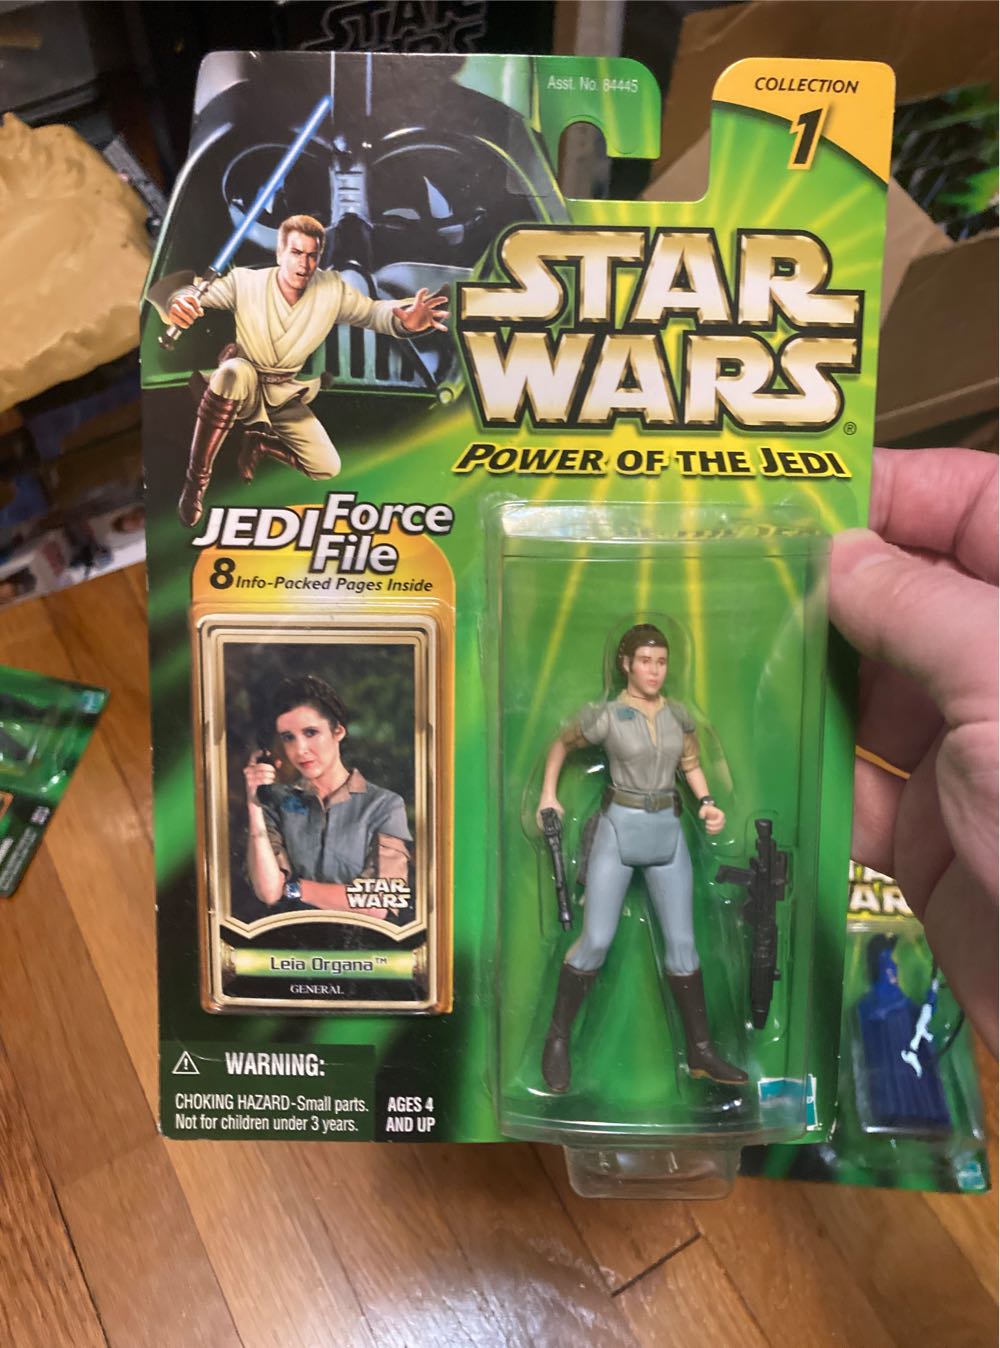 STAR
WARS
Asst. No. 84445
COLLECTION
1
STAR
WARS®
POWER OF THE JEDI
JEDI Force
File
8 Info-Packed Pages Inside
STAR
WARS
Leia Organa™
GENERAL
WARNING:
CHOKING HAZARD-Small parts.
Not for children under 3 years.
AGES 4
AND UP